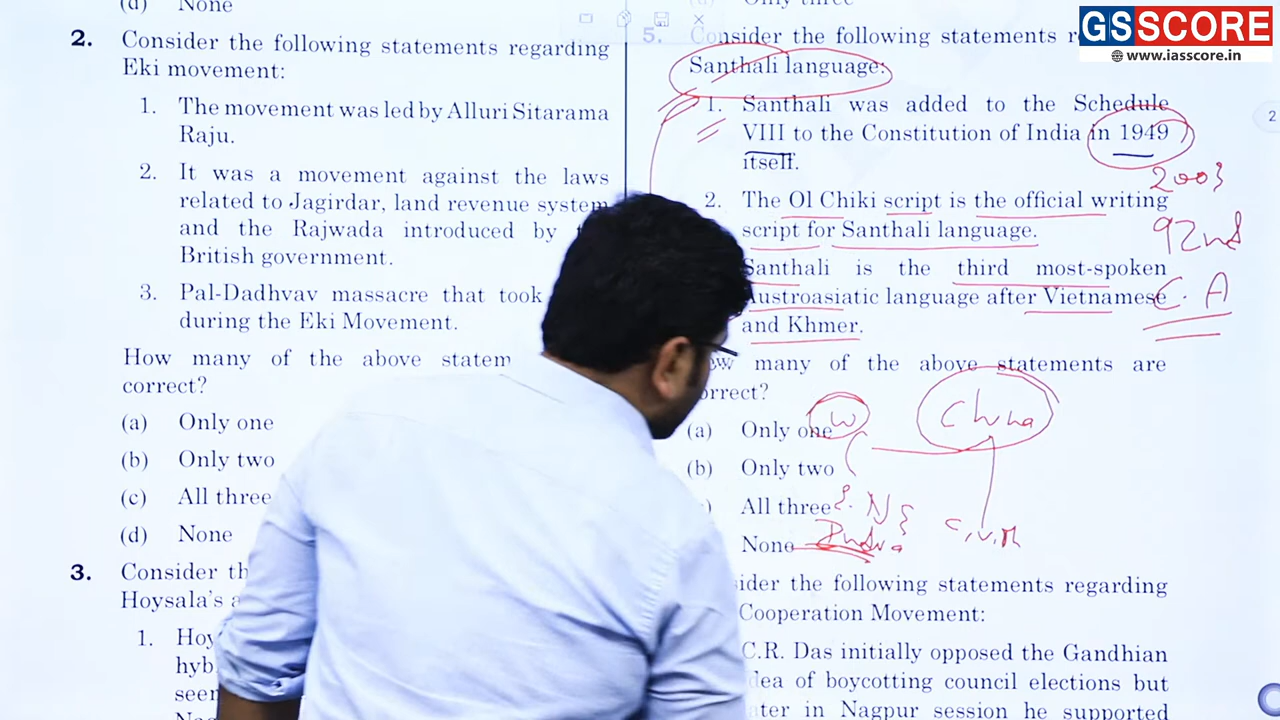 (d) None
2. Consider the following statements regarding
Eki movement:
1. The movement was led by Alluri Sitarama
Raju.
2. It was a movement against the laws
related to Jagirdar, land revenue system
and the Rajwada introduced by
British government.
3. Pal-Dadhvav massacre that took
during the Eki Movement.
How many of the above statem
correct?
(a) Only one
(b) Only two
(c) All three
(d) None
3. Consider th
Hoysala's a
1. Hoy
hyb
seen
(d) Only three
5. Consider the following statements r
Santhali language:
1. Santhali was added to the Schedule
VIII to the Constitution of India in 1949
itself.
2003
2. The Ol Chiki script is the official writing
script for Santhali language.
92nd
Santhali is the third most-spoken
Austroasiatic language after Vietnamese
C.A
and Khmer.
many of the above statements are
orrect?
W
China
(a) Only one
(b) Only two
All three
N
C, V, M
None
India
ider the following statements regarding
Cooperation Movement:
C.R. Das initially opposed the Gandhian
dea of boycotting council elections but
ater in Nagpur session he supported
GSSCORE
www.iasscore.in
2